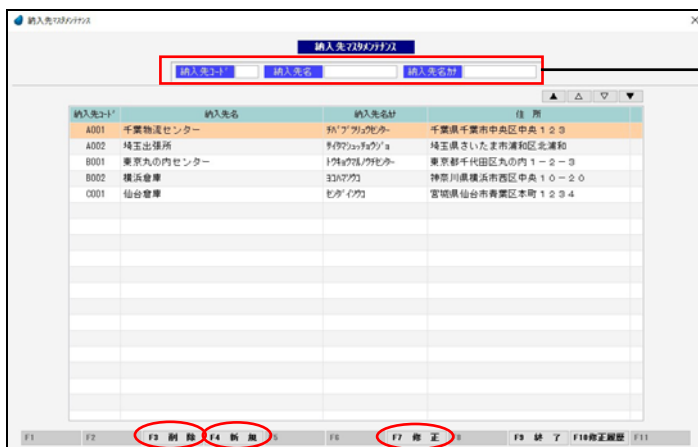 納入先ﾏｽﾀﾒﾝﾃﾅﾝｽ
×
納入先ﾏｽﾀﾒﾝﾃﾅﾝｽ
納入先ｺｰﾄﾞ 納入先名 納入先名ｶﾅ
▲ △ ▽ ▼
納入先ｺｰﾄﾞ 納入先名 納入先名ｶﾅ 住 所
A001 千葉物流センター ﾁﾊﾞﾌﾞﾂﾘｭｳｾﾝﾀｰ 千葉県千葉市中央区中央１２３
A002 埼玉出張所 ｻｲﾀﾏｼｭｯﾁｮｳｼﾞｮ 埼玉県さいたま市浦和区北浦和
B001 東京丸の内センター ﾄｳｷｮｳﾏﾙﾉｳﾁｾﾝﾀｰ 東京都千代田区丸の内１－２－３
B002 横浜倉庫 ﾖｺﾊﾏｿｳｺ 神奈川県横浜市西区中央１０－２０
C001 仙台倉庫 ｾﾝﾀﾞｲｿｳｺ 宮城県仙台市青葉区本町１２３４
F1 F2 F3 削 除 F4 新 規 5 F6 F7 修 正 8 F9 終 了 F10修正履歴 F11